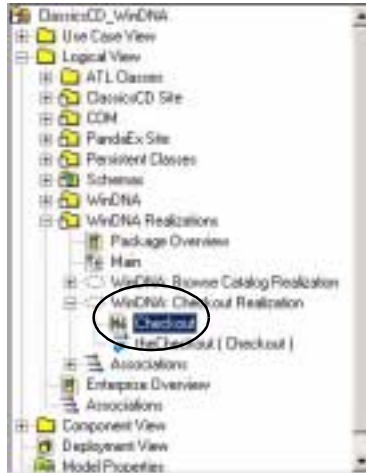 ClassicsCD_WinDNA
Use Case View
Logical View
ATL Classes
ClassicsCD Site
COM
PandaEx Site
Persistent Classes
Schemas
WinDNA
WinDNA Realizations
Package Overview
Main
WinDNA: Browse Catalog Realization
WinDNA: Checkout Realization
Checkout
theCheckout ( Checkout )
Associations
Enterprise Overview
Associations
Component View
Deployment View
Model Properties